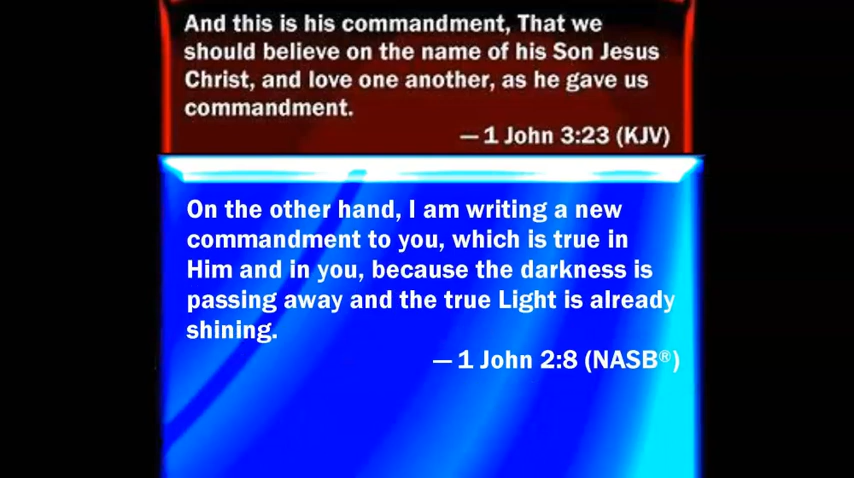 And this is his commandment, That we
should believe on the name of his Son Jesus
Christ, and love one another, as he gave us
commandment.
— 1 John 3:23 (KJV)
On the other hand, I am writing a new
commandment to you, which is true in
Him and in you, because the darkness is
passing away and the true Light is already
shining.
— 1 John 2:8 (NASB®)